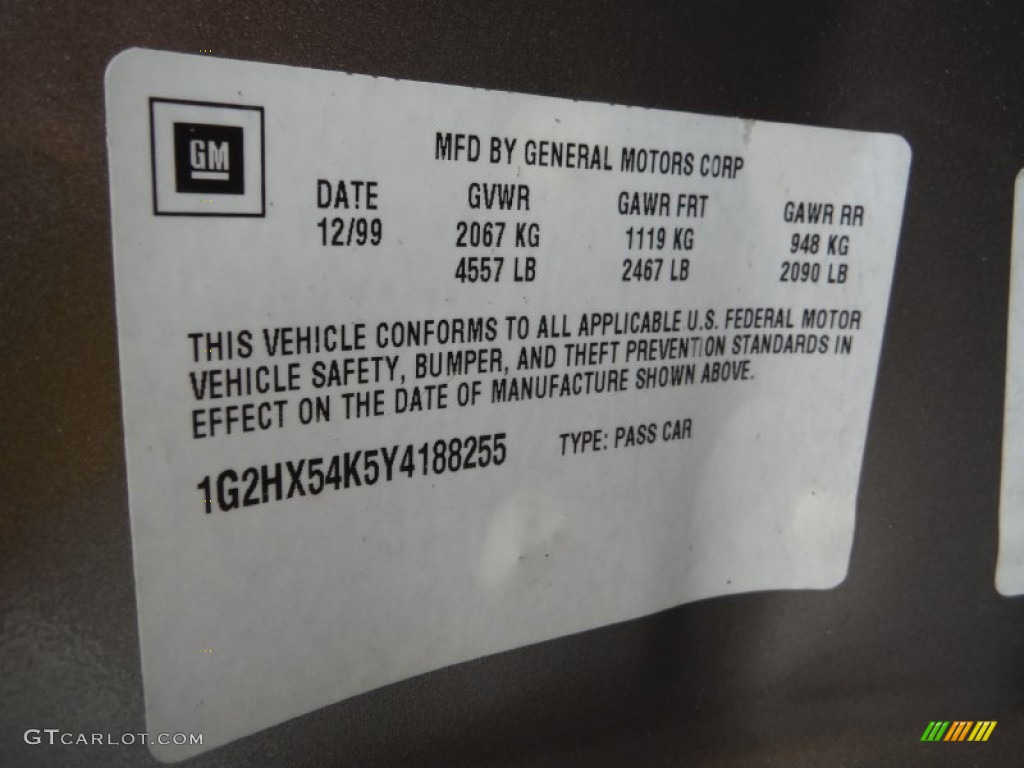 GM
MFD BY GENERAL MOTORS CORP
DATE GVWR GAWR FRT GAWR RR
12/99 2067 KG 1119 KG 948 KG
4557 LB 2467 LB 2090 LB
THIS VEHICLE CONFORMS TO ALL APPLICABLE U.S. FEDERAL MOTOR
VEHICLE SAFETY, BUMPER, AND THEFT PREVENTION STANDARDS IN
EFFECT ON THE DATE OF MANUFACTURE SHOWN ABOVE.
1G2HX54K5Y4188255 TYPE: PASS CAR
GTCARLOT.COM